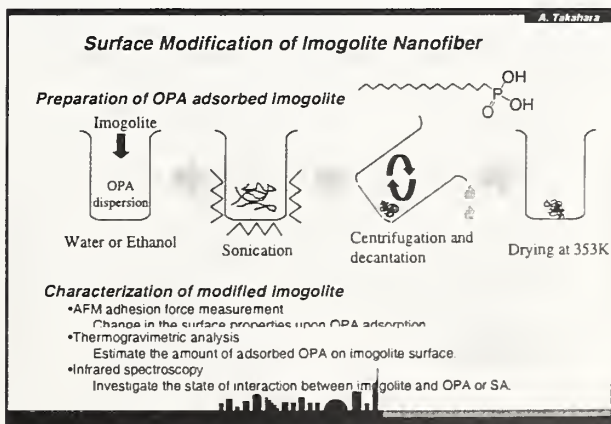 A. Takahara
Surface Modification of Imogolite Nanofiber
Preparation of OPA adsorbed imogolite
OH
P
O
OH
Imogolite
OPA
dispersion
Water or Ethanol
Sonication
Centrifugation and
decantation
Drying at 353K
Characterization of modified imogolite
•AFM adhesion force measurement
Change in the surface properties upon OPA adsorption
•Thermogravimetric analysis
Estimate the amount of adsorbed OPA on imogolite surface.
•Infrared spectroscopy
Investigate the state of interaction between imogolite and OPA or SA.